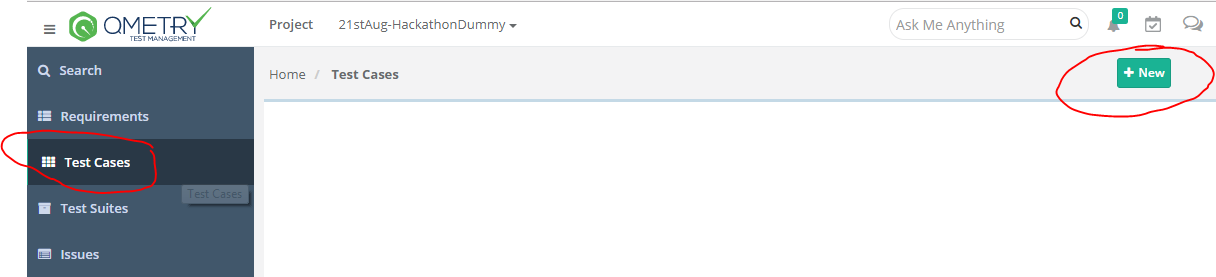 QMETRY
TEST MANAGEMENT
Project 21stAug-HackathonDummy
Ask Me Anything
0
Search
Home / Test Cases
+ New
Requirements
Test Cases
Test Cases
Test Suites
Issues